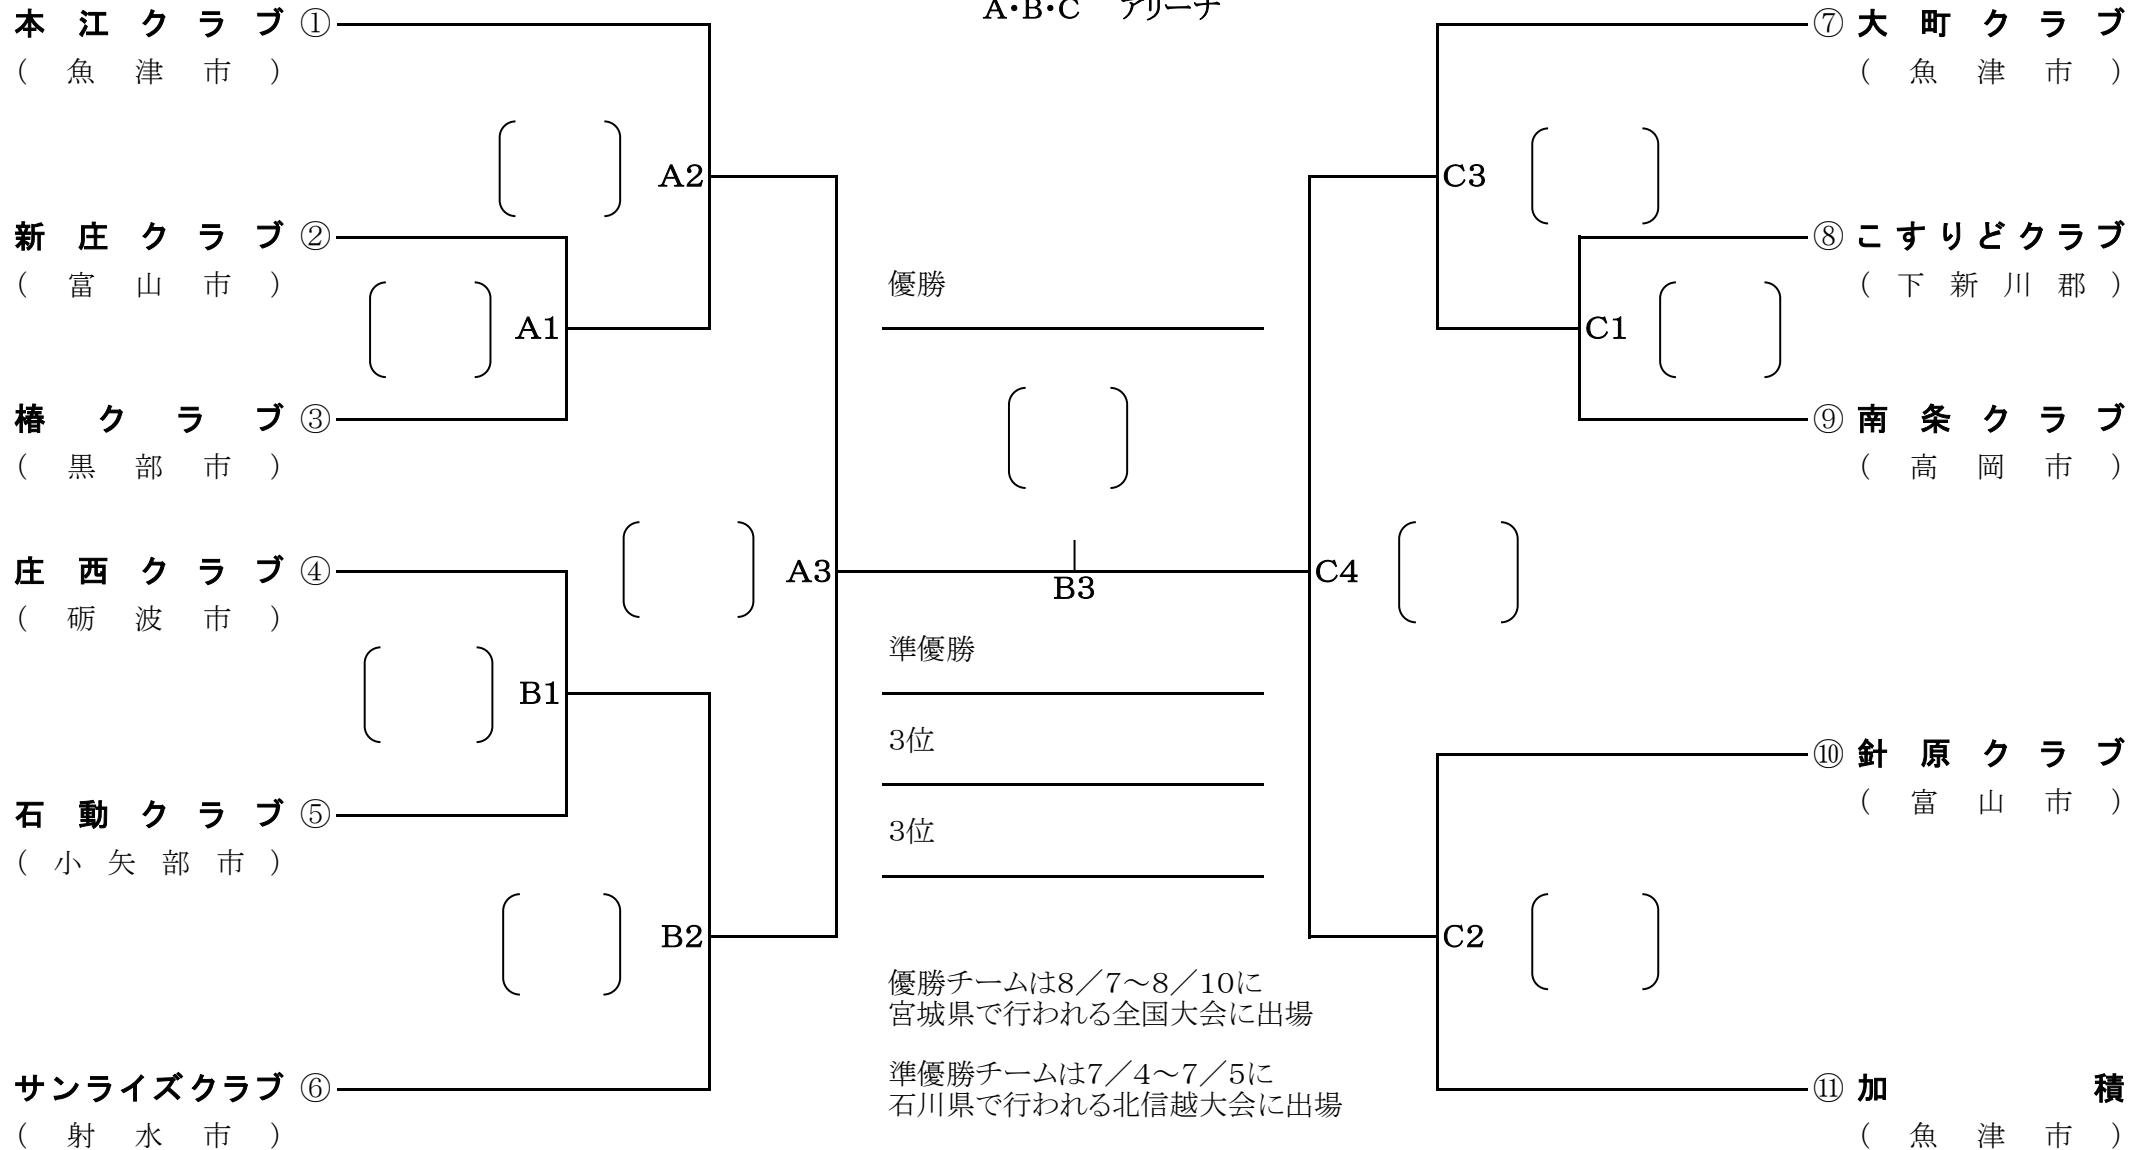 A・B・C　アリーナ
本江クラブ ①
(魚津市)
A2
新庄クラブ ②
(富山市)
A1
椿クラブ ③
(黒部市)
A3
庄西クラブ ④
(砺波市)
B1
石動クラブ ⑤
(小矢部市)
B2
サンライズクラブ ⑥
(射水市)
優勝
B3
準優勝
3位
3位
優勝チームは8／7～8／10に
宮城県で行われる全国大会に出場
準優勝チームは7／4～7／5に
石川県で行われる北信越大会に出場
⑦ 大町クラブ
(魚津市)
C3
⑧ こすりどクラブ
(下新川郡)
C1
⑨ 南条クラブ
(高岡市)
C4
⑩ 針原クラブ
(富山市)
C2
⑪ 加積
(魚津市)